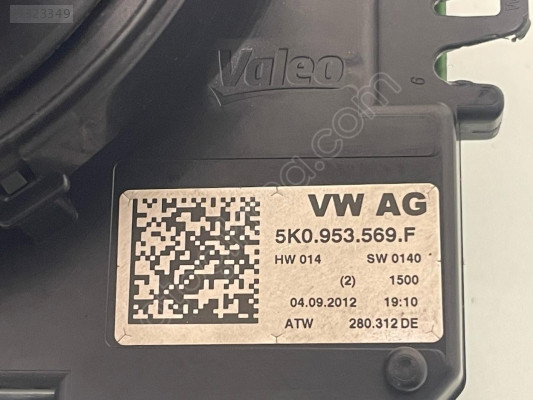 Valeo
VW AG
5K0.953.569.F
HW 014 SW 0140
(2) 1500
04.09.2012 19:10
ATW 280.312 DE